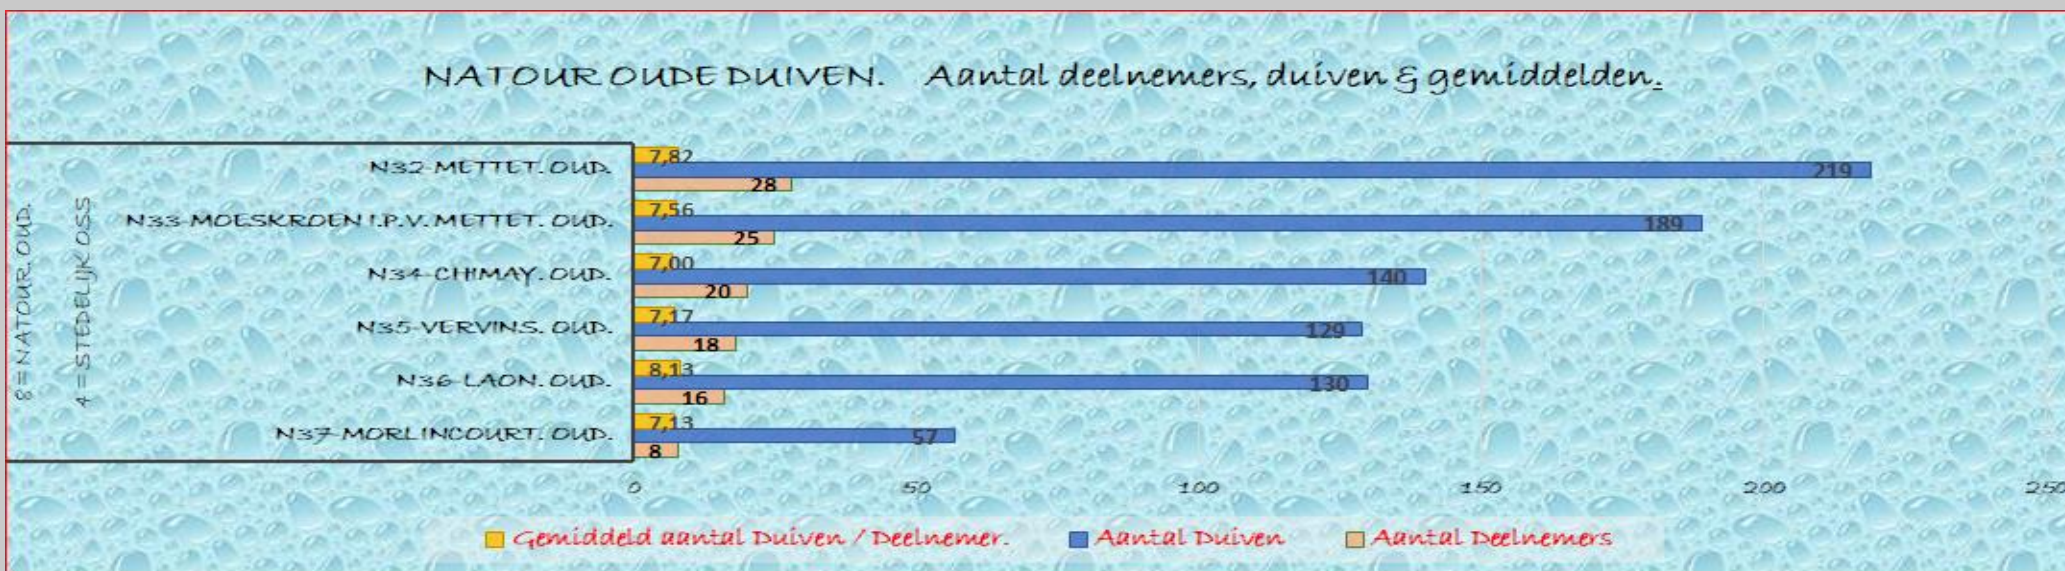 NATOUR OUDE DUIVEN. Aantal deelnemers, duiven & gemiddelden.
8 = NATOUR. OUD.
4 = STEDELIJK OSS
N32-METTET. OUD.
7,82
219
28
N33-MOESKROEN I.P.V. METTET. OUD.
7,56
189
25
N34-CHIMAY. OUD.
7,00
140
20
N35-VERVINS. OUD.
7,17
129
18
N36-LAON. OUD.
8,13
130
16
N37-MORLINCOURT. OUD.
7,13
57
8
0 50 100 150 200 250
Gemiddeld aantal Duiven / Deelnemer. Aantal Duiven Aantal Deelnemers